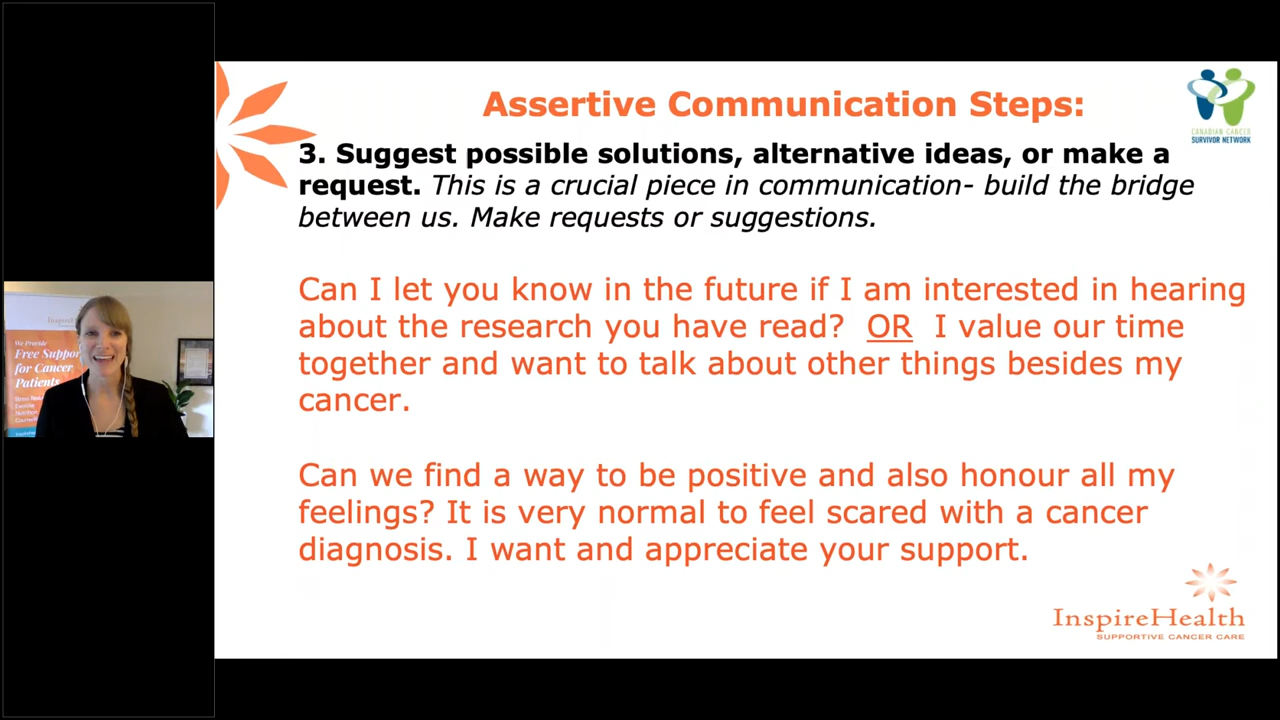 Assertive Communication Steps:
CANADIAN CANCER
SURVIVOR NETWORK
3. Suggest possible solutions, alternative ideas, or make a
request. This is a crucial piece in communication- build the bridge
between us. Make requests or suggestions.
Can I let you know in the future if I am interested in hearing
about the research you have read? OR I value our time
together and want to talk about other things besides my
cancer.
Can we find a way to be positive and also honour all my
feelings? It is very normal to feel scared with a cancer
diagnosis. I want and appreciate your support.
InspireHealth
SUPPORTIVE CANCER CARE
We Provide
Free Suppo
for Cancer
Patients